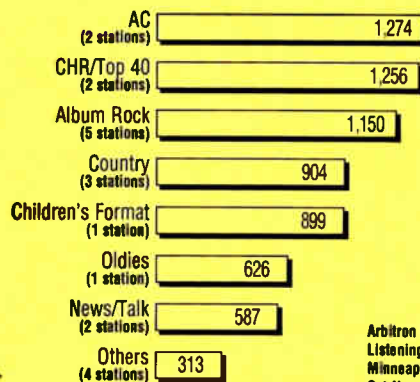 AC
(2 stations)
1,274
CHR/Top 40
(2 stations)
1,256
Album Rock
(5 stations)
1,150
Country
(3 stations)
904
Children's Format
(1 station)
899
Oldies
(1 station)
626
News/Talk
(2 stations)
587
Others
(4 stations)
313
Arbitron
Listening
Minneap